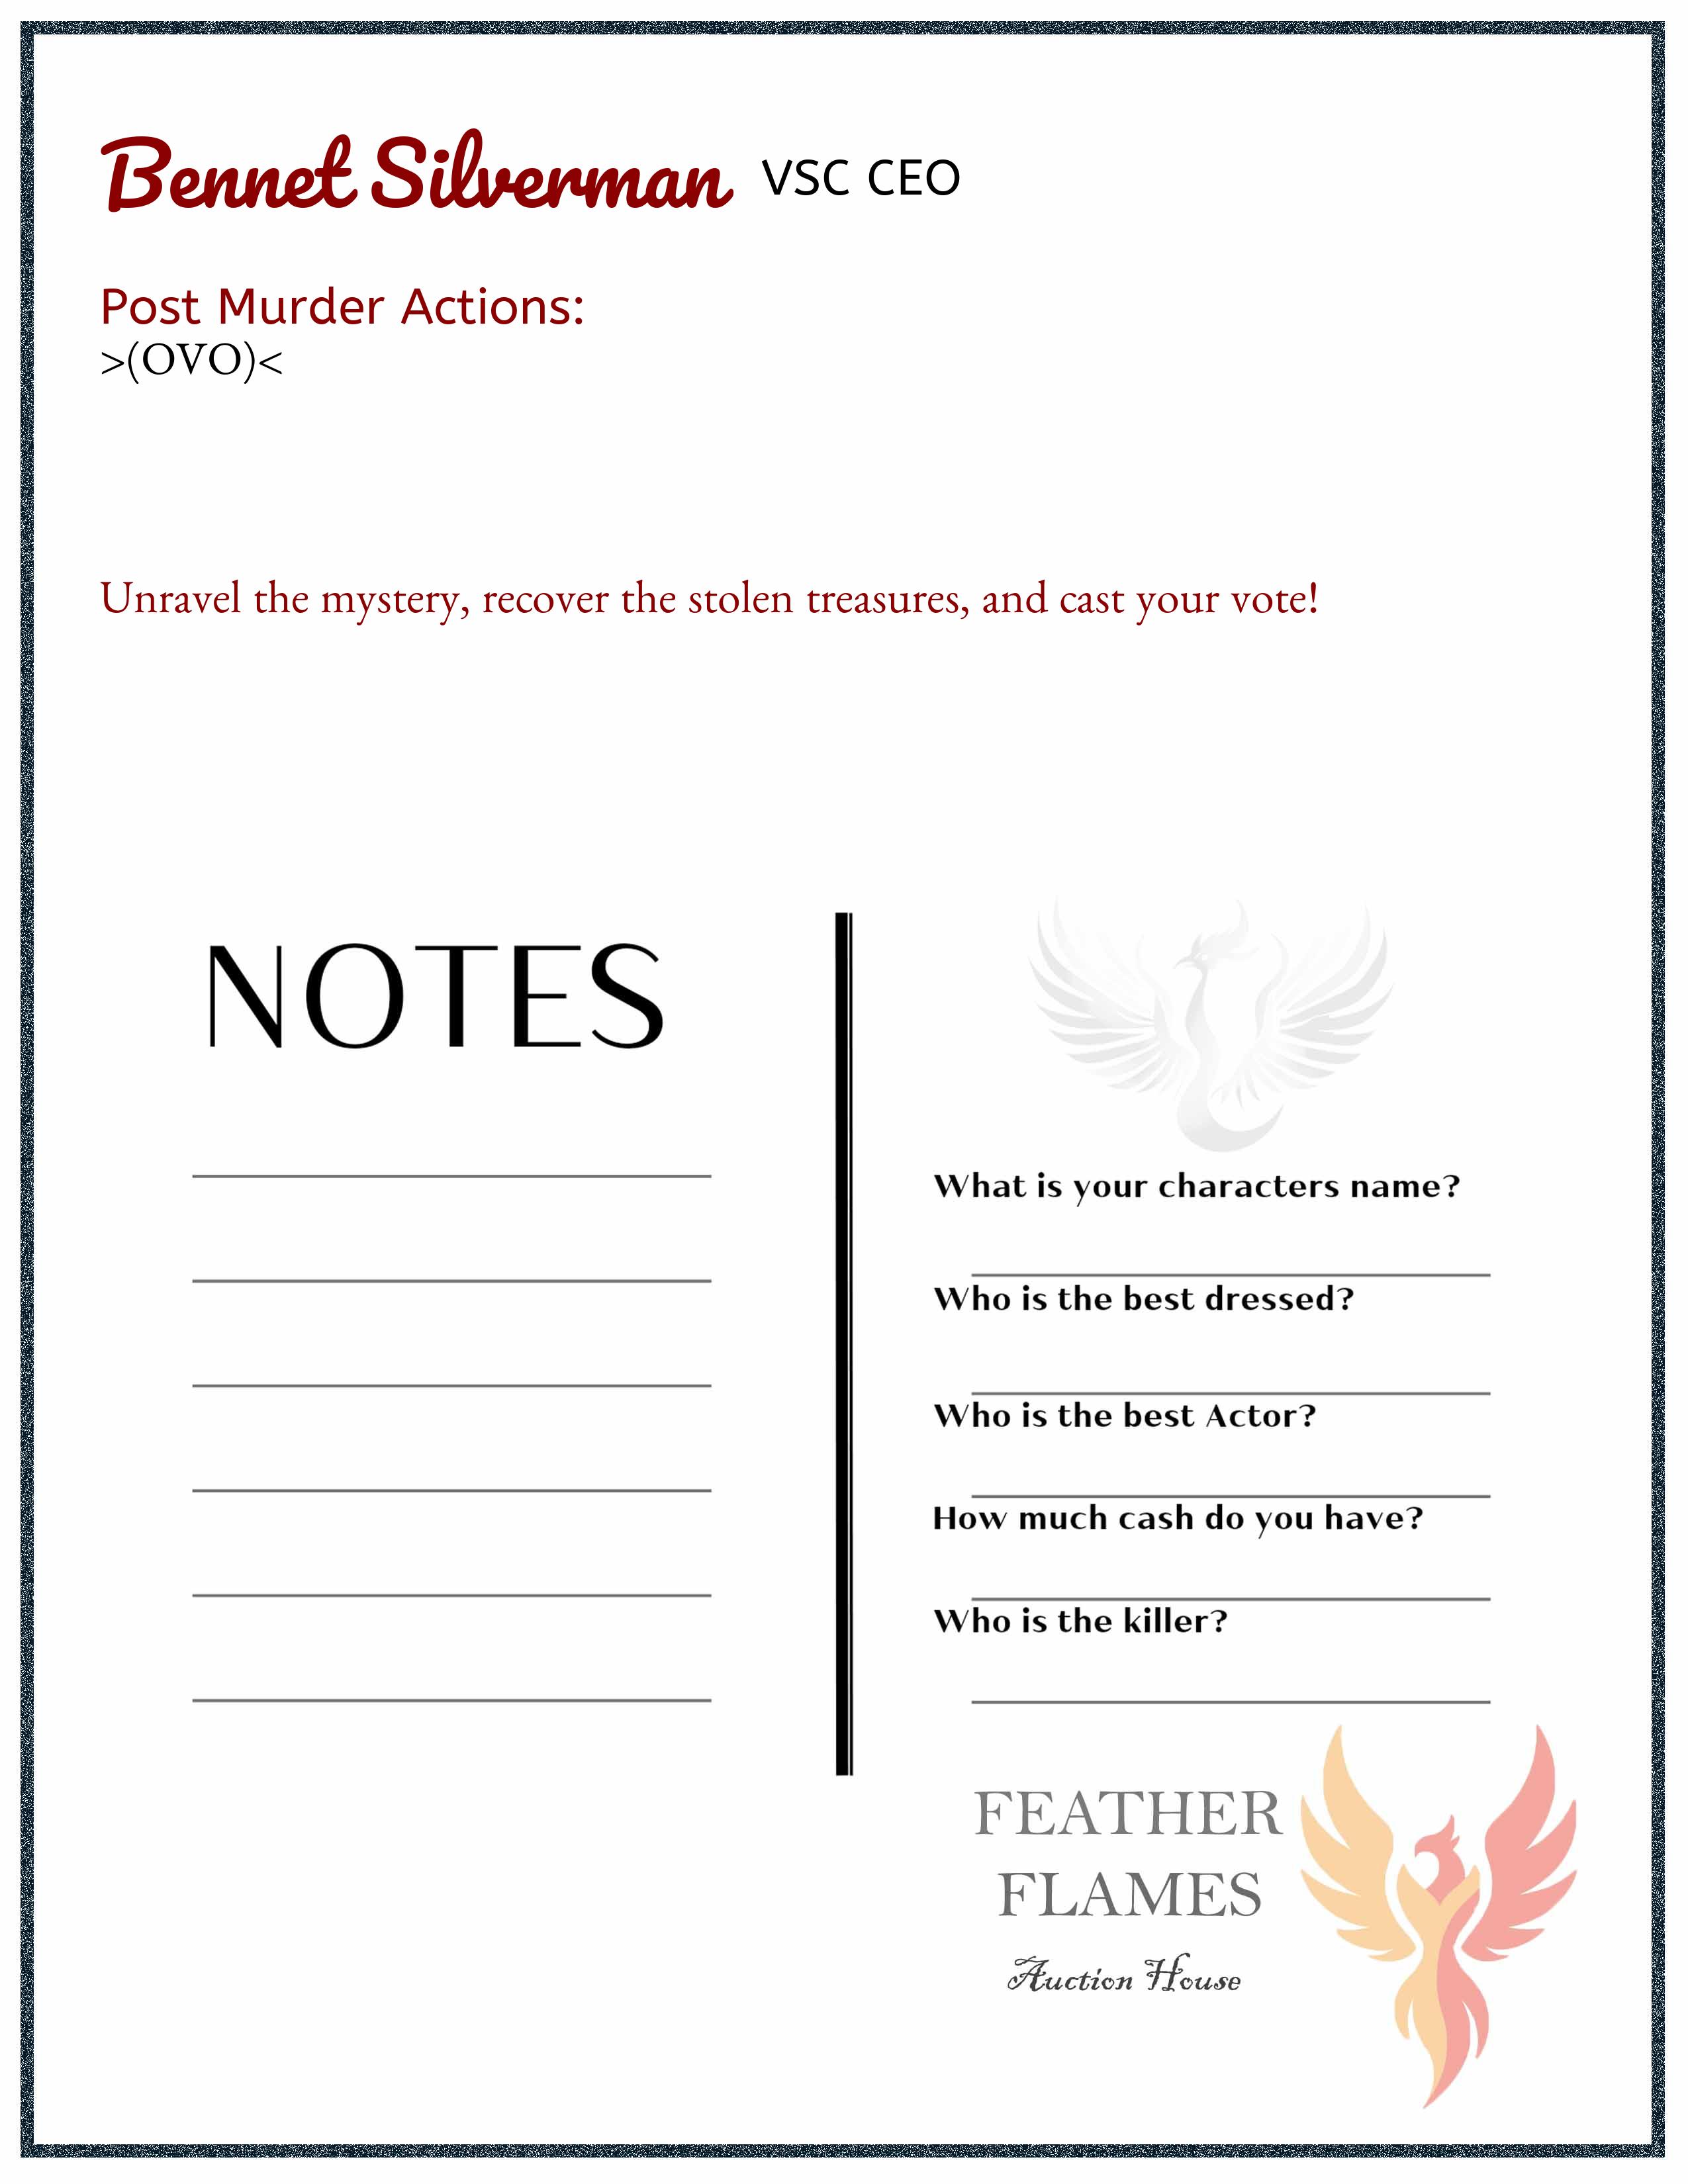 Bennet Silverman VSC CEO
Post Murder Actions:
>(OVO)<
Unravel the mystery, recover the stolen treasures, and cast your vote!
NOTES
What is your characters name?
Who is the best dressed?
Who is the best Actor?
How much cash do you have?
Who is the killer?
FEATHER
FLAMES
Auction House